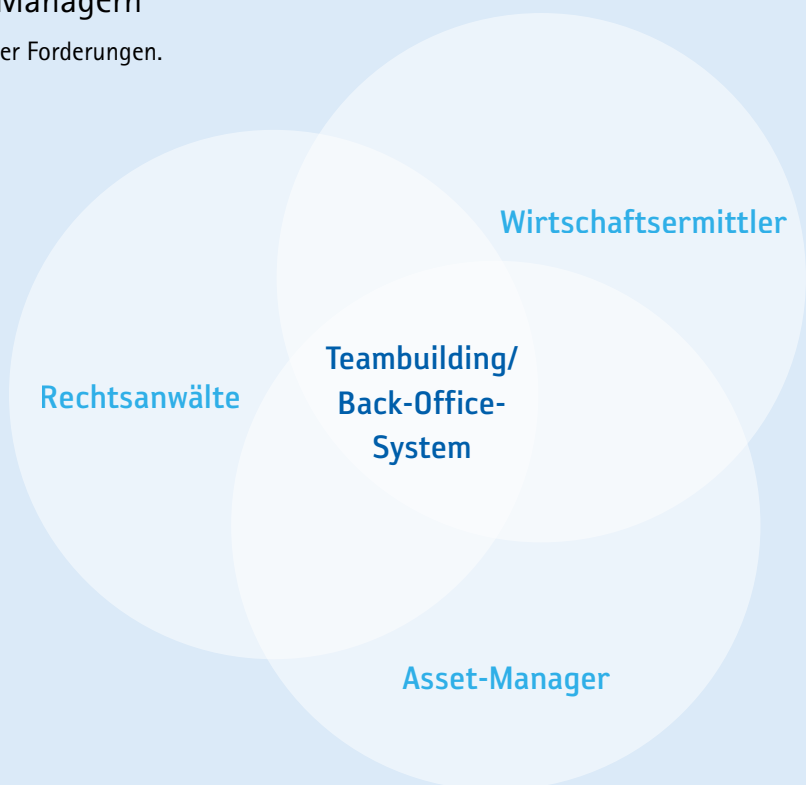 Managern
er Forderungen.
Wirtschaftsermittler
Teambuilding/
Back-Office-
System
Rechtsanwälte
Asset-Manager